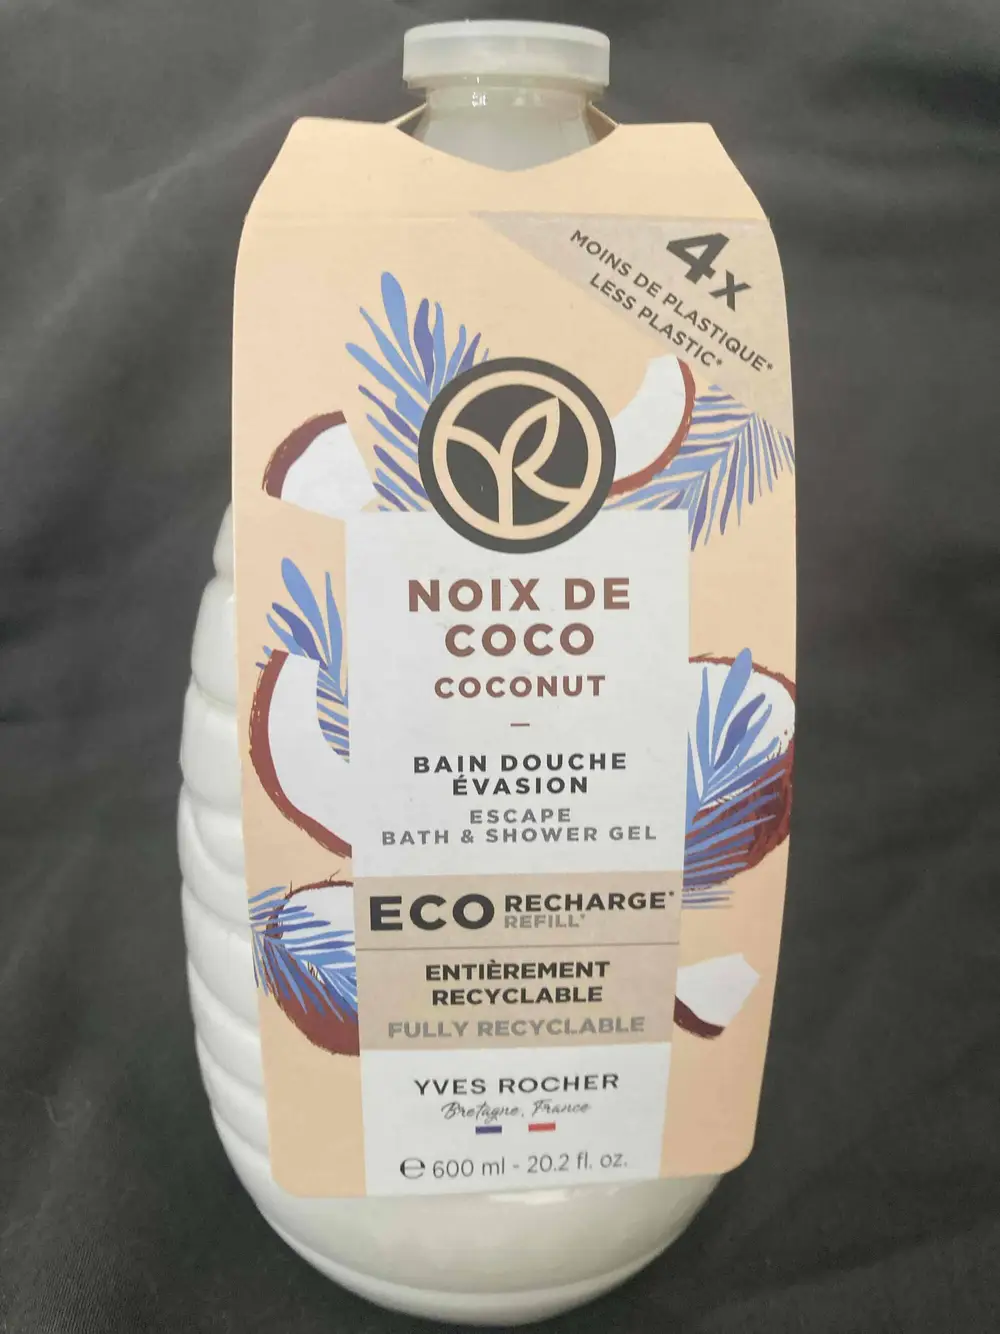 4x
MOINS DE PLASTIQUE*
LESS PLASTIC*
NOIX DE
COCO
COCONUT
–
BAIN DOUCHE
ÉVASION
ESCAPE
BATH & SHOWER GEL
ECO RECHARGE*
REFILL*
ENTIÈREMENT
RECYCLABLE
FULLY RECYCLABLE
YVES ROCHER
Bretagne, France
℮ 600 ml - 20.2 fl. oz.